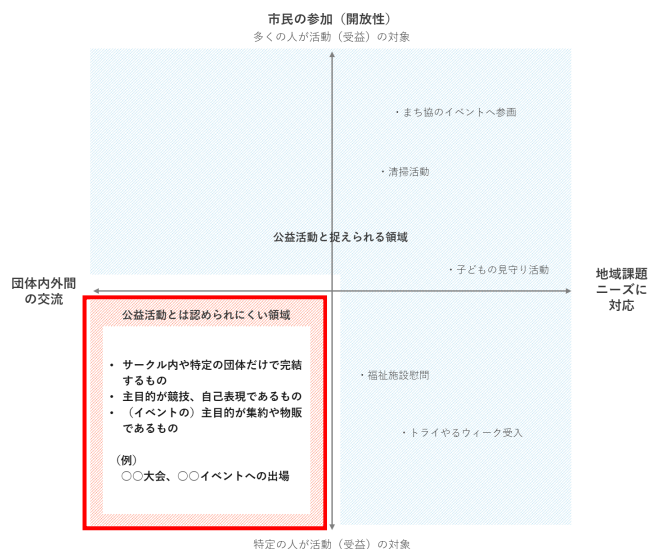 市民の参加（開放性）
多くの人が活動（受益）の対象
・まち協のイベントへ参画
・清掃活動
公益活動と捉えられる領域
・子どもの見守り活動
団体内外間
の交流
地域課題
ニーズに
対応
公益活動とは認められにくい領域
• サークル内や特定の団体だけで完結
するもの
• 主目的が競技、自己表現であるもの
• （イベントの）主目的が集約や物販
であるもの
（例）
○○大会、○○イベントへの出場
・福祉施設慰問
・トライやるウィーク受入
特定の人が活動（受益）の対象